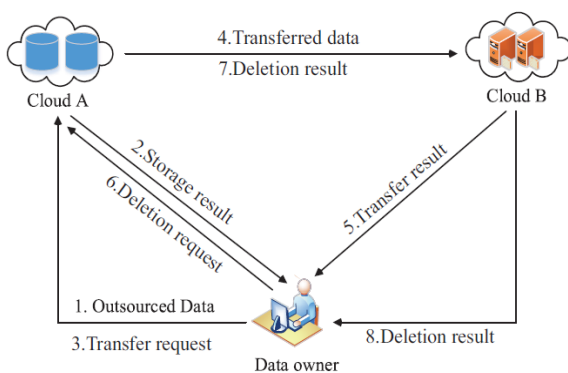 4.Transferred data
7.Deletion result
Cloud A
Cloud B
2.Storage result
6.Deletion request
5.Transfer result
1. Outsourced Data
3.Transfer request
8.Deletion result
Data owner